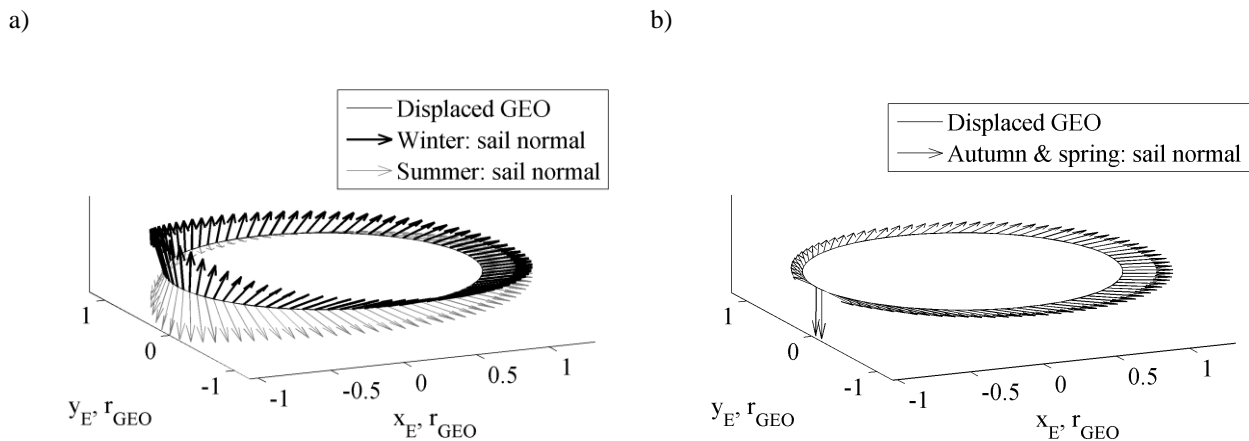 a)
Displaced GEO
Winter: sail normal
Summer: sail normal
1
0
-1
-1
-0.5
0
0.5
1
y_E, r_GEO
x_E, r_GEO
b)
Displaced GEO
Autumn & spring: sail normal
1
0
-1
-1
-0.5
0
0.5
1
y_E, r_GEO
x_E, r_GEO